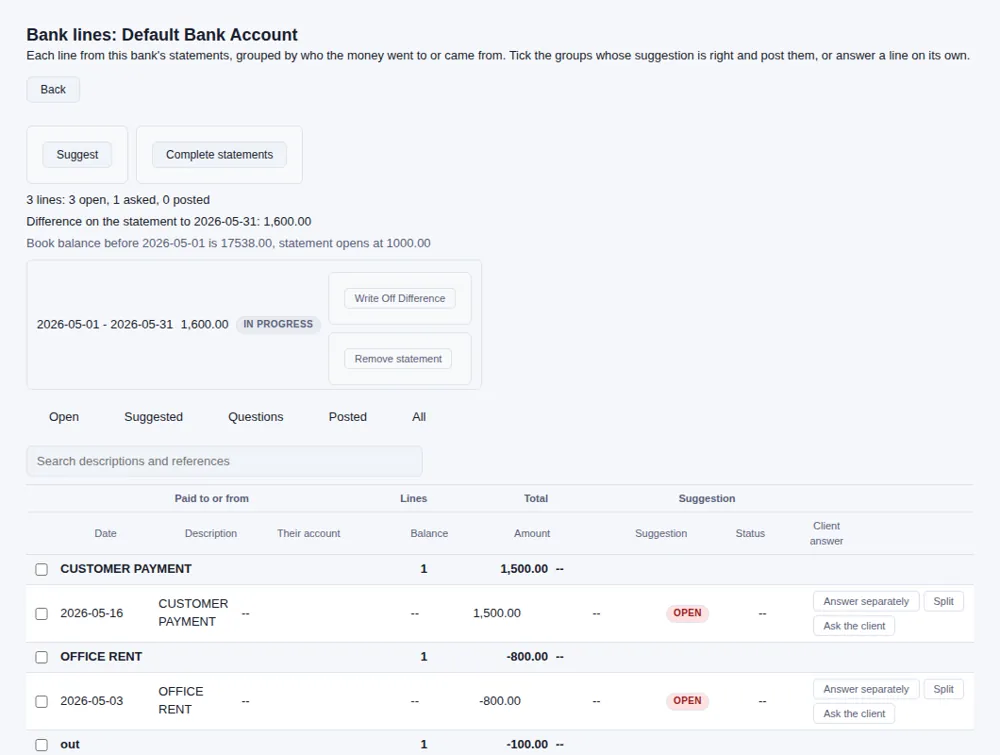 Bank lines: Default Bank Account
Each line from this bank's statements, grouped by who the money went to or came from. Tick the groups whose suggestion is right and post them, or answer a line on its own.
Back
Suggest Complete statements
3 lines: 3 open, 1 asked, 0 posted
Difference on the statement to 2026-05-31: 1,600.00
Book balance before 2026-05-01 is 17538.00, statement opens at 1000.00
Write Off Difference
2026-05-01 - 2026-05-31 1,600.00 IN PROGRESS
Remove statement
Open Suggested Questions Posted All
Search descriptions and references
Paid to or from Lines Total Suggestion
Date Description Their account Balance Amount Suggestion Status Client answer
CUSTOMER PAYMENT 1 1,500.00 --
2026-05-16 CUSTOMER PAYMENT -- -- 1,500.00 -- OPEN -- Answer separately Split
Ask the client
OFFICE RENT 1 -800.00 --
2026-05-03 OFFICE RENT -- -- -800.00 -- OPEN -- Answer separately Split
Ask the client
out 1 -100.00 --